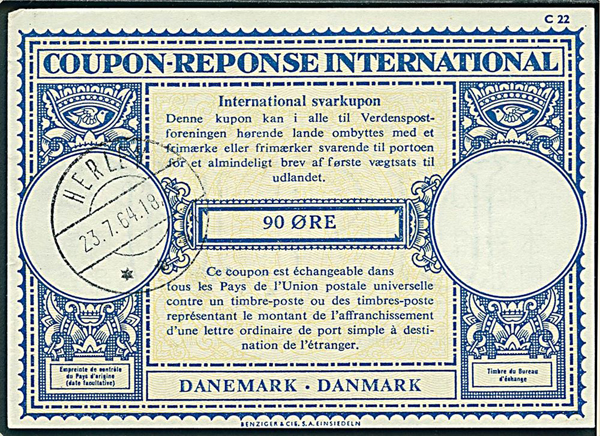 C 22
COUPON-REPONSE INTERNATIONAL
International svarkupon
Denne kupon kan i alle til Verdenspost-
foreningen hørende lande ombyttes med et
frimærke eller frimærker svarende til portoen
for et almindeligt brev af første vægtsats til
udlandet.
23.7.64.18
90 ØRE
Ce coupon est échangeable dans
tous les Pays de l'Union postale universelle
contre un timbre-poste ou des timbres-poste
représentant le montant de l'affranchissement
d'une lettre ordinaire de port simple à desti-
nation de l'étranger.
Empreinte de contrôle
du Pays d'origine
(date facultative)
Timbre du Bureau
d'échange
DANEMARK · DANMARK
BENZIGER & CIE. S.A. EINSIEDELN